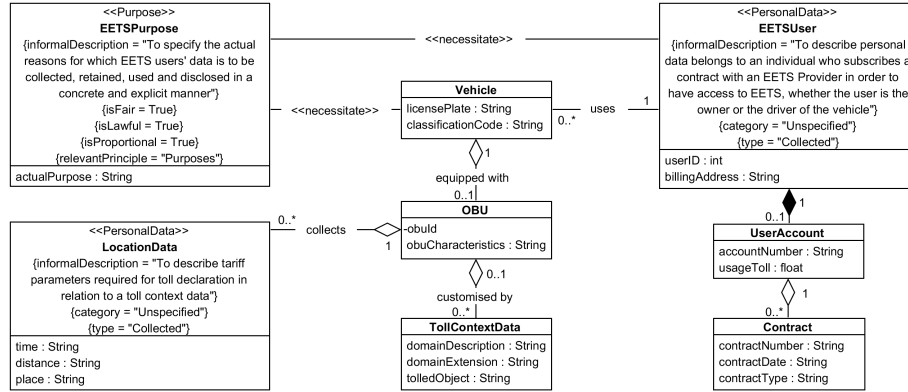 <<Purpose>>
EETSPurpose
{informalDescription = "To specify the actual
reasons for which EETS users' data is to be
collected, retained, used and disclosed in a
concrete and explicit manner"}
{isFair = True}
{isLawful = True}
{isProportional = True}
{relevantPrinciple = "Purposes"}
actualPurpose : String
<<necessitate>>
<<necessitate>>
Vehicle
licensePlate : String
classificationCode : String
0..*
uses
1
<<PersonalData>>
EETSUser
{informalDescription = "To describe personal
data belongs to an individual who subscribes a
contract with an EETS Provider in order to
have access to EETS, whether the user is the
owner or the driver of the vehicle"}
{category = "Unspecified"}
{type = "Collected"}
userID : int
billingAddress : String
1
equipped with
0..1
OBU
-obuId
obuCharacteristics : String
0..*
collects
1
<<PersonalData>>
LocationData
{informalDescription = "To describe tariff
parameters required for toll declaration in
relation to a toll context data"}
{category = "Unspecified"}
{type = "Collected"}
time : String
distance : String
place : String
0..1
customised by
0..*
TollContextData
domainDescription : String
domainExtension : String
tolledObject : String
1
0..1
UserAccount
accountNumber : String
usageToll : float
1
0..*
Contract
contractNumber : String
contractDate : String
contractType : String